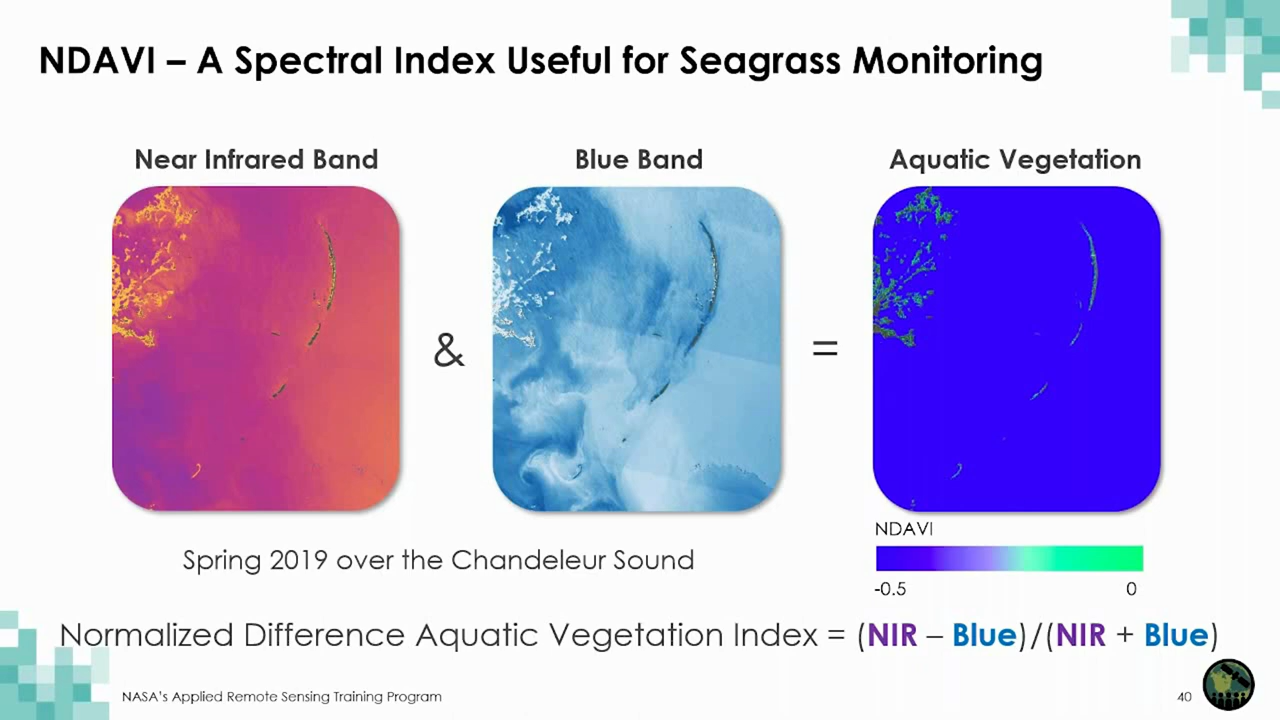 NDAVI – A Spectral Index Useful for Seagrass Monitoring
Near Infrared Band
Blue Band
Aquatic Vegetation
&
=
NDAVI
-0.5
0
Spring 2019 over the Chandeleur Sound
Normalized Difference Aquatic Vegetation Index = (NIR – Blue)/(NIR + Blue)
NASA's Applied Remote Sensing Training Program
40